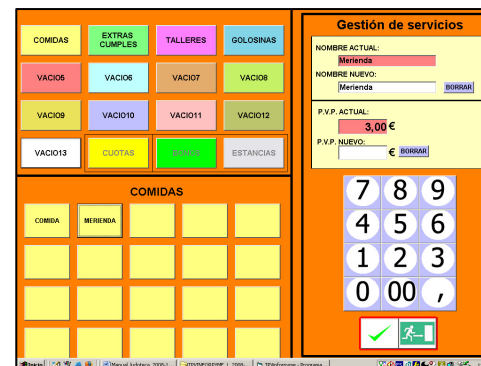 COMIDAS
EXTRAS
CUMPLES
TALLERES
GOLOSINAS
VACIO5
VACIO6
VACIO7
VACIO8
VACIO9
VACIO10
VACIO11
VACIO12
VACIO13
CUOTAS
BONOS
ESTANCIAS
COMIDAS
COMIDA
MERIENDA
Gestión de servicios
NOMBRE ACTUAL:
Merienda
NOMBRE NUEVO:
Merienda
BORRAR
P.V.P. ACTUAL:
3,00 €
P.V.P. NUEVO:
€ BORRAR
7 8 9
4 5 6
1 2 3
0 00 ,
Inicio